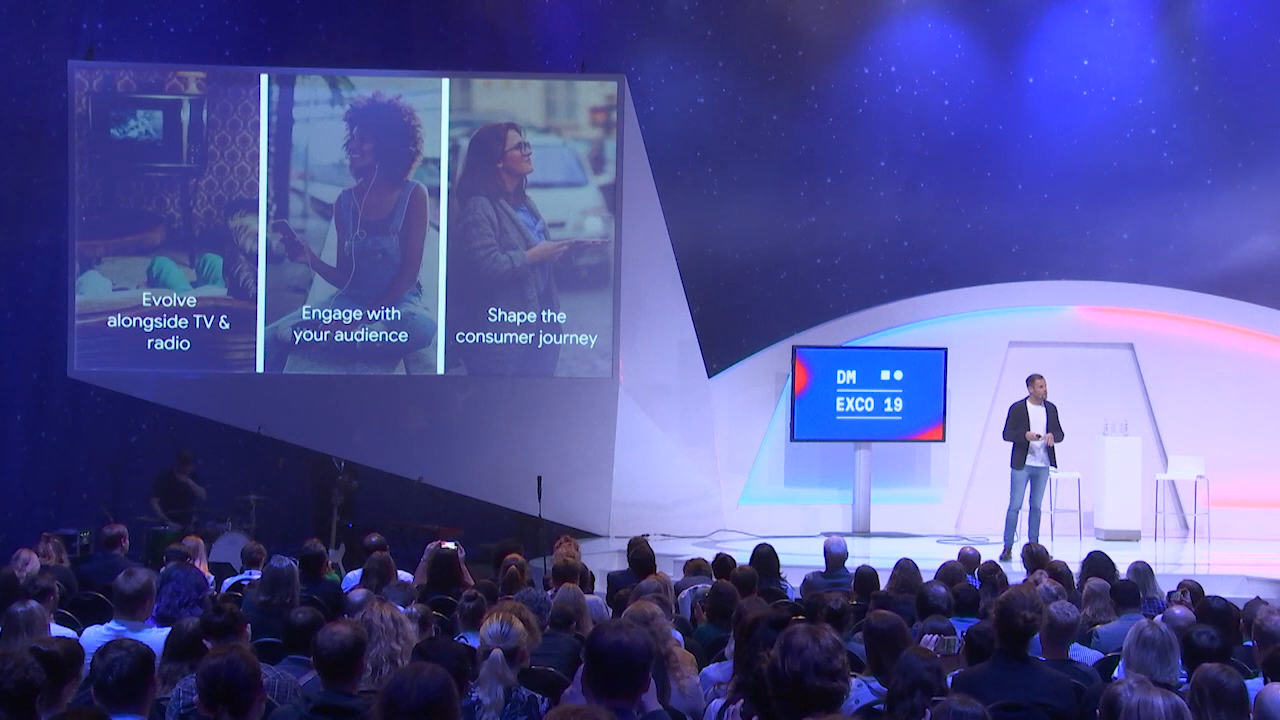 Evolve
alongside TV &
radio
Engage with
your audience
Shape the
consumer journey
DM
EXCO 19